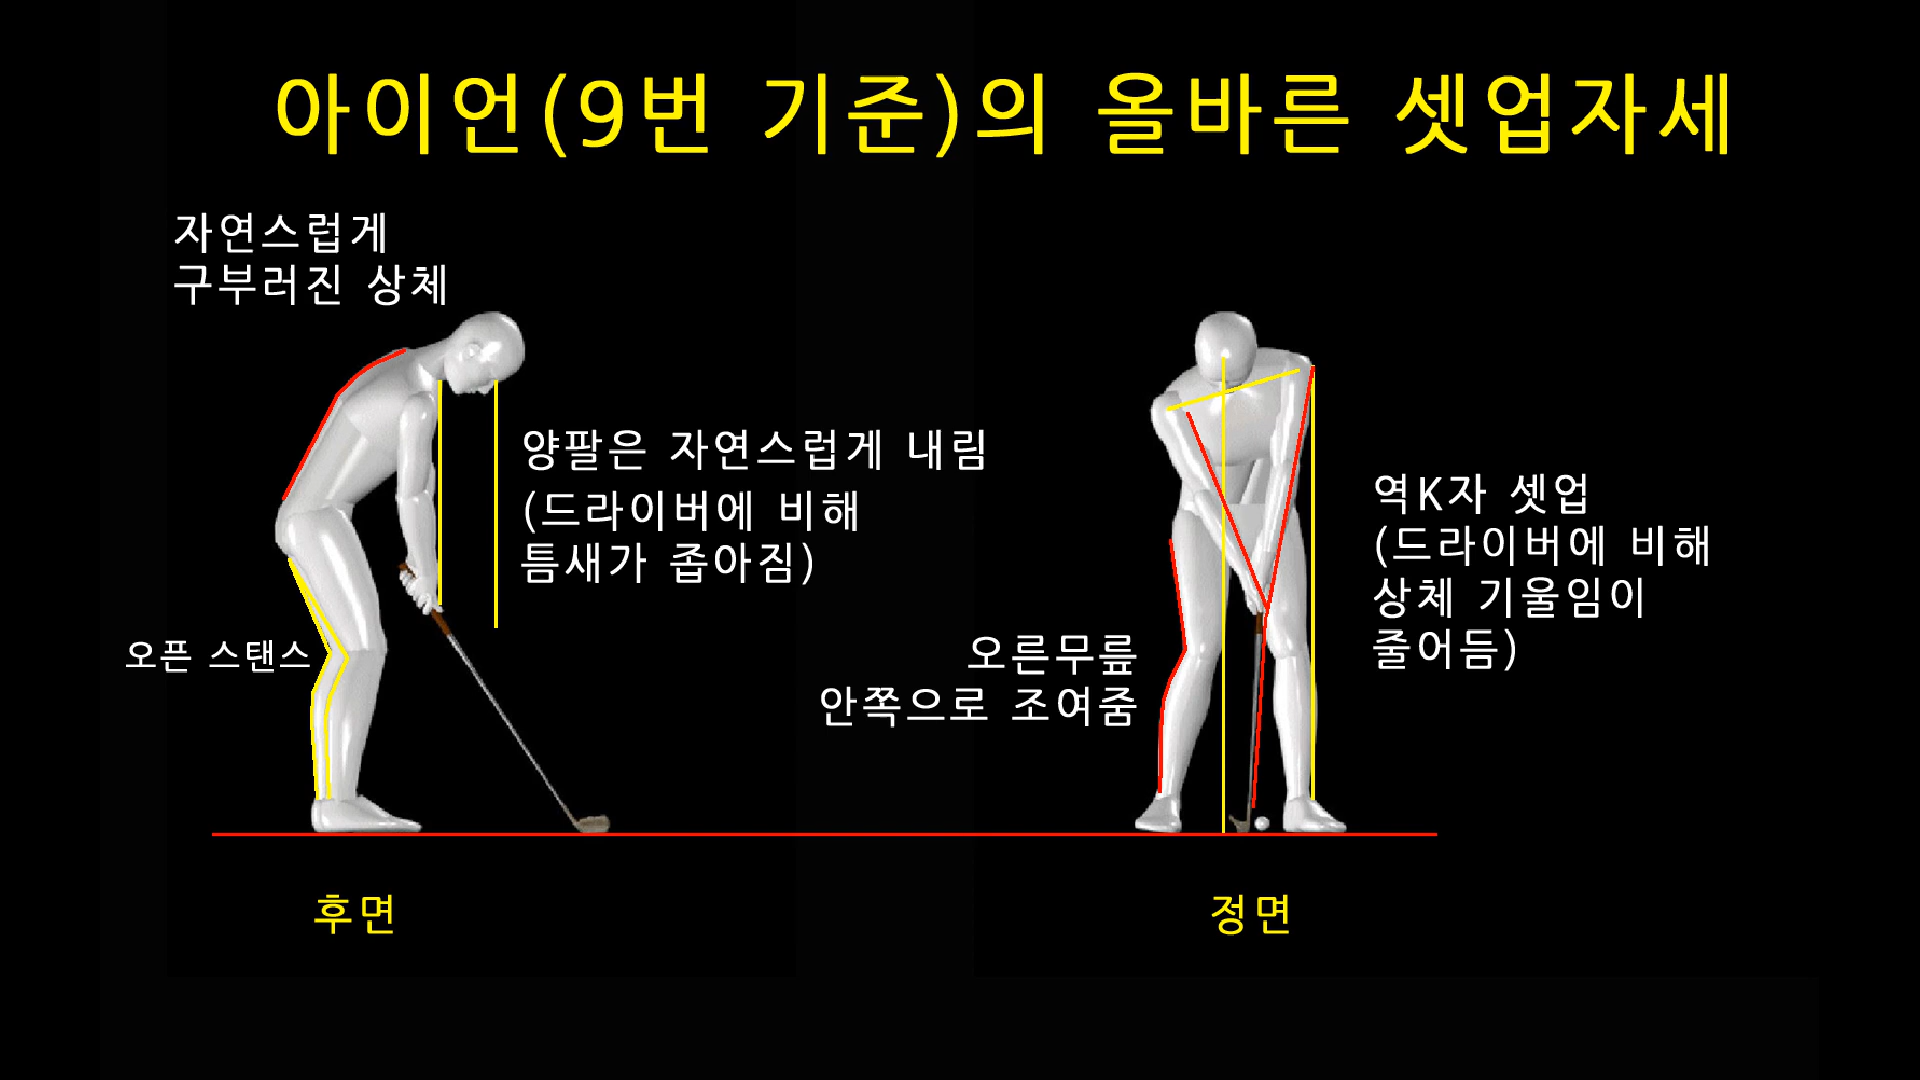 아이언(9번 기준)의 올바른 셋업자세
자연스럽게
구부러진 상체
양팔은 자연스럽게 내림
(드라이버에 비해
틈새가 좁아짐)
오픈 스탠스
역K자 셋업
(드라이버에 비해
상체 기울임이
줄어듬)
오른무릎
안쪽으로 조여줌
후면
정면